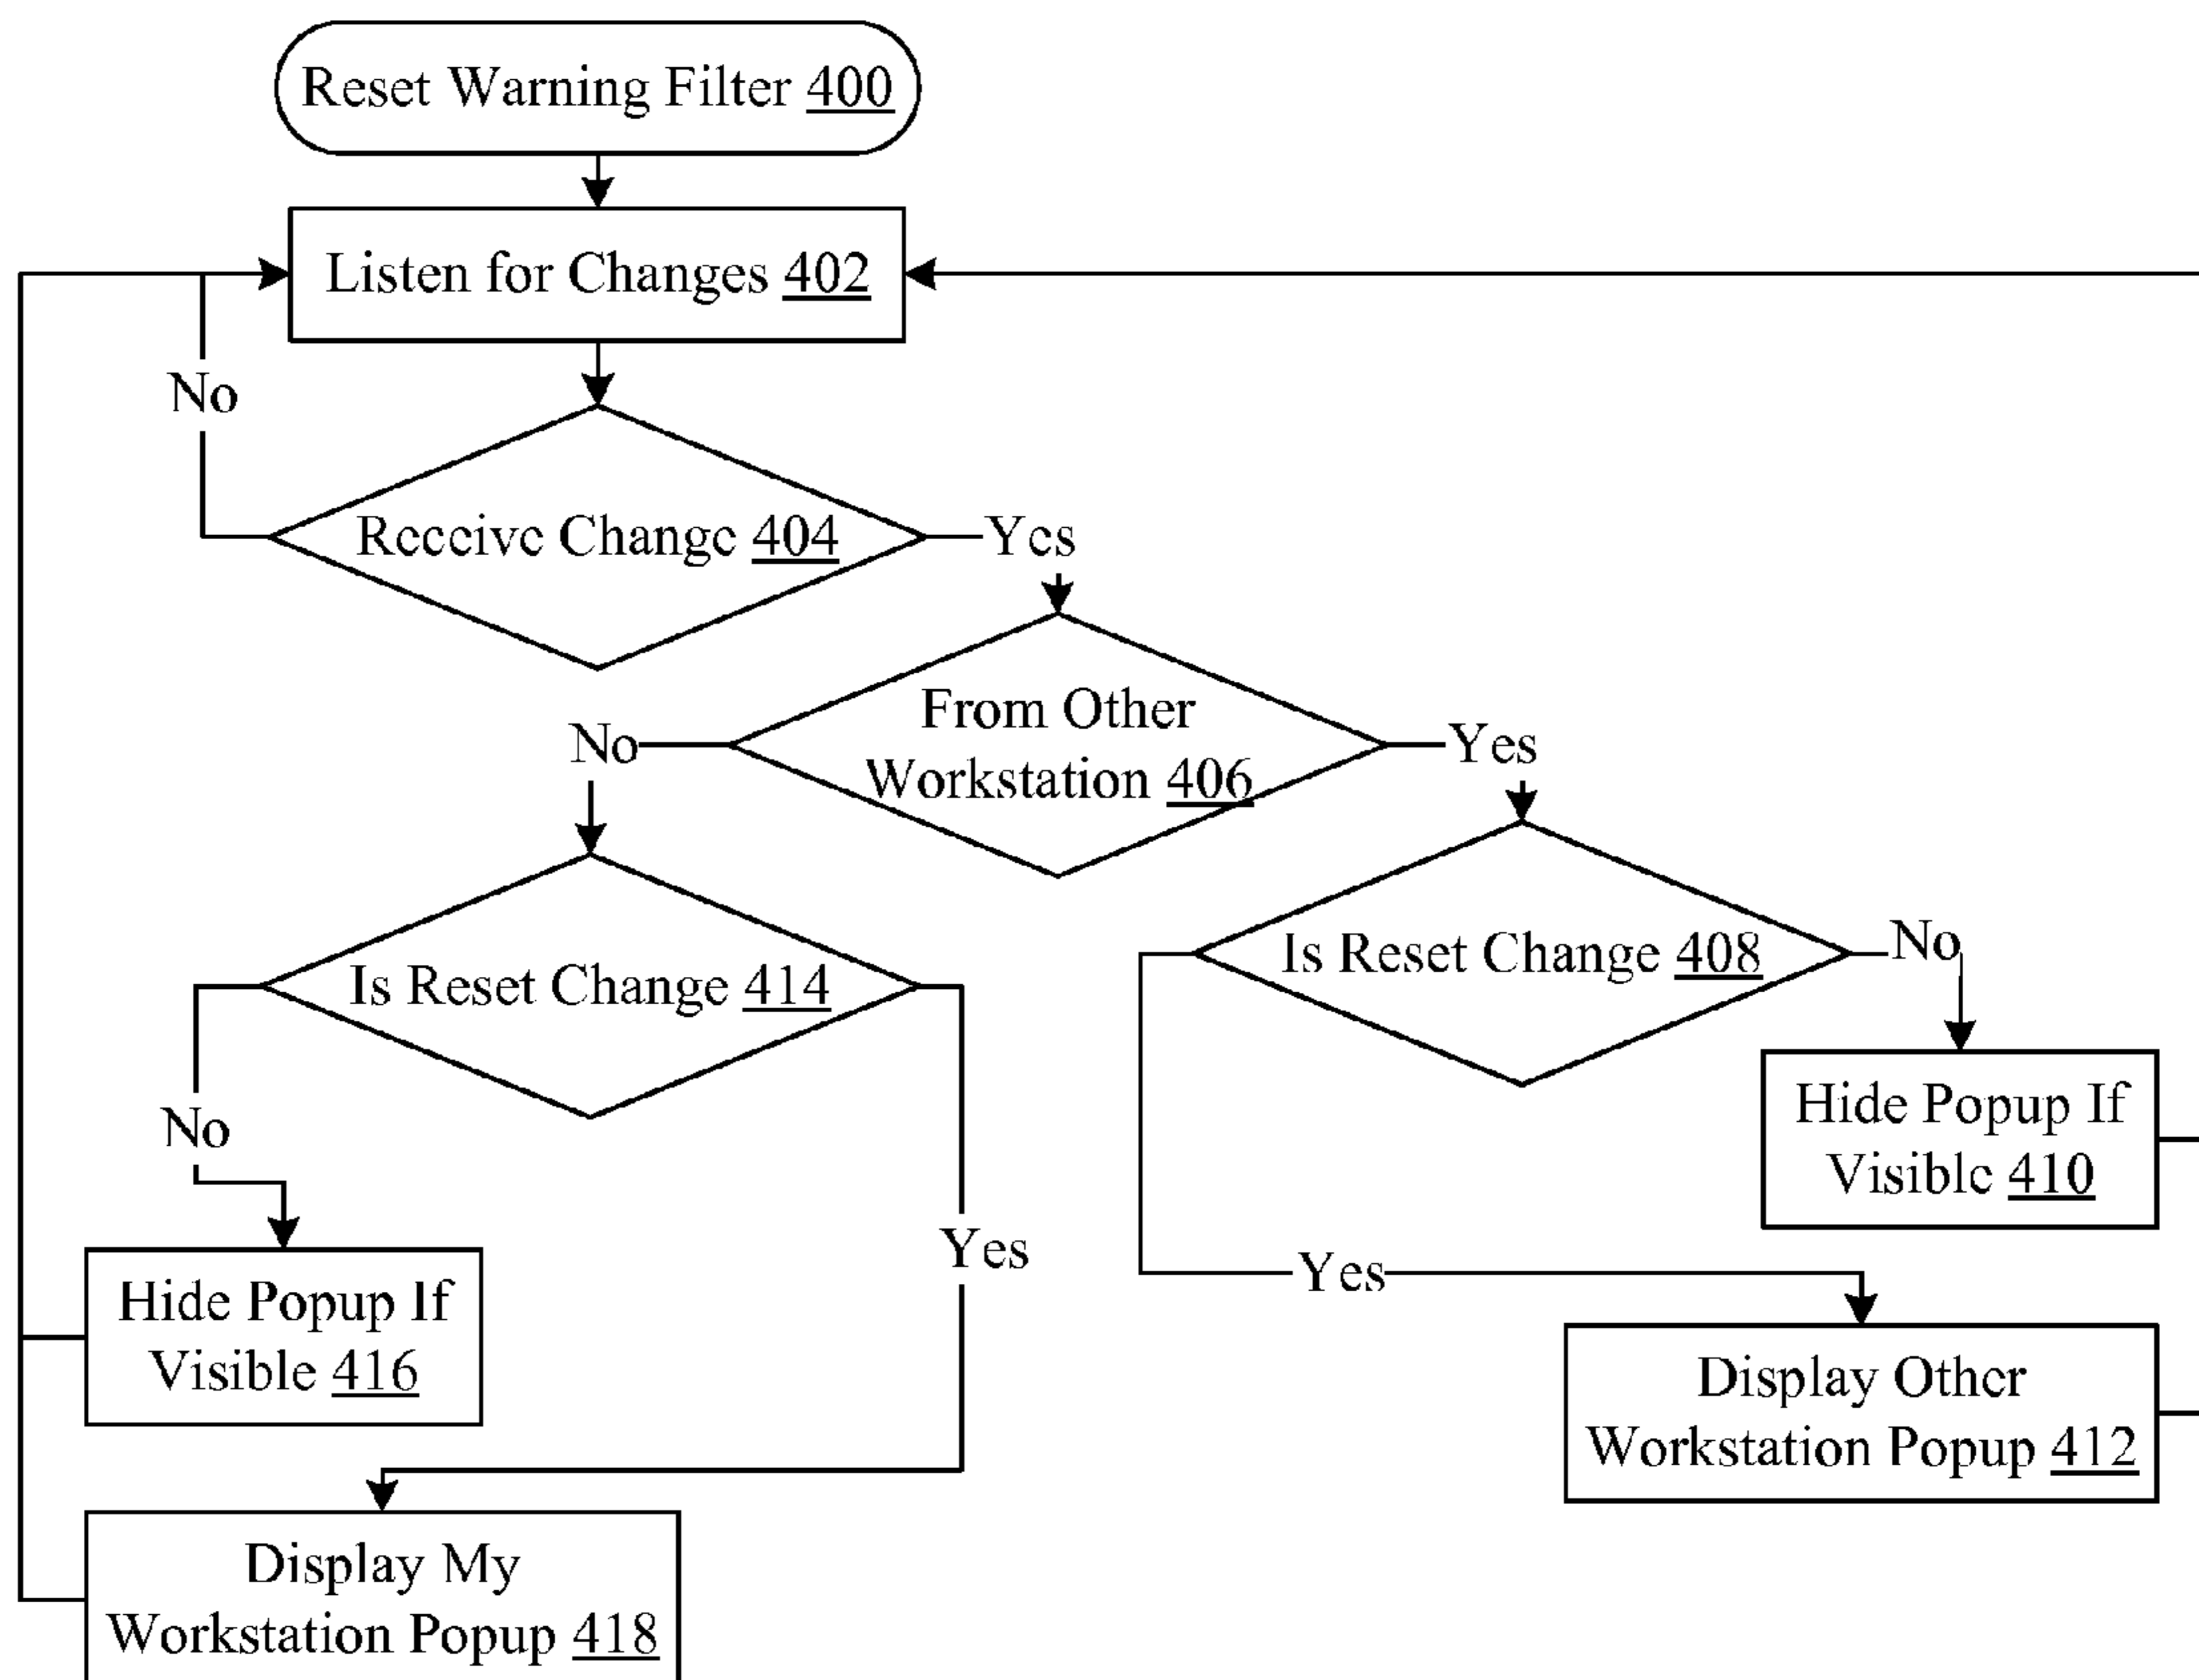 Reset Warning Filter 400
Listen for Changes 402
No
Receive Change 404
Yes
From Other
Workstation 406
No
Yes
Is Reset Change 408
No
Is Reset Change 414
Hide Popup If
Visible 410
No
Yes
Yes
Hide Popup If
Visible 416
Display Other
Workstation Popup 412
Display My
Workstation Popup 418